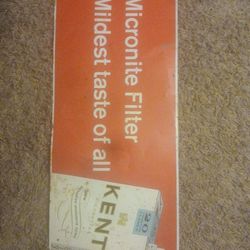 Micronite Filter
Mildest taste of all
KENT
20